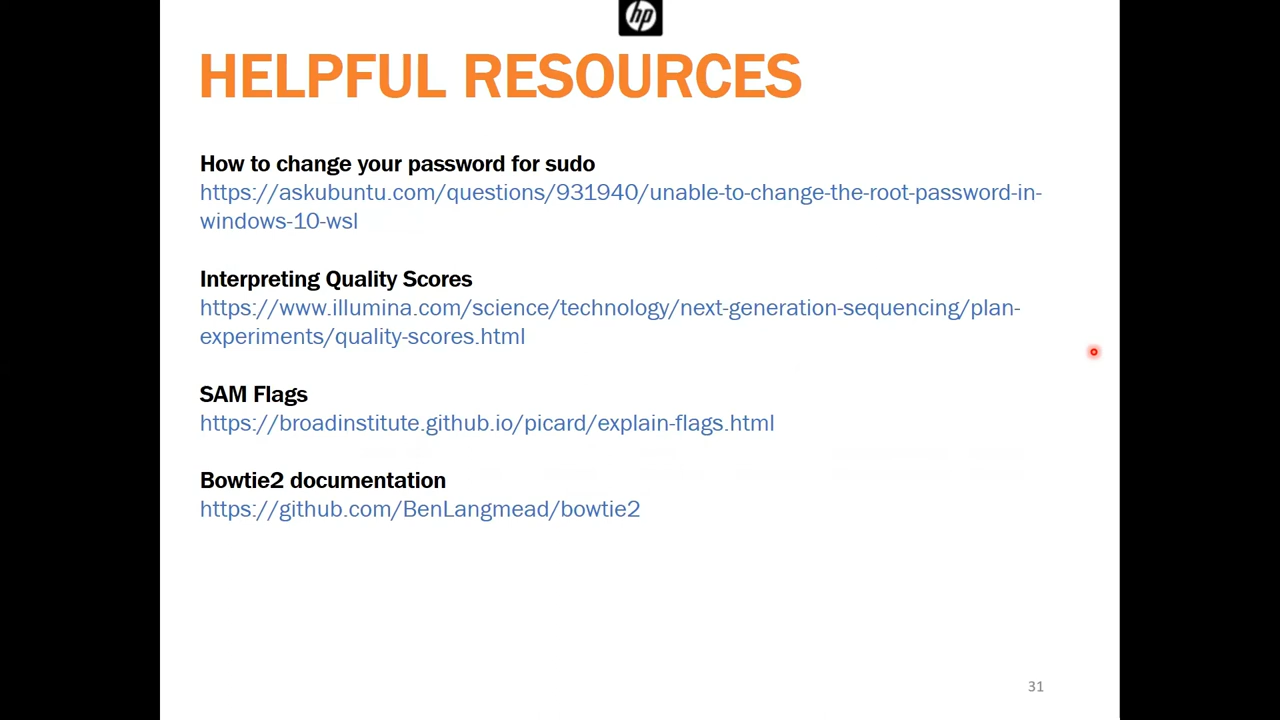 hp
HELPFUL RESOURCES
How to change your password for sudo
https://askubuntu.com/questions/931940/unable-to-change-the-root-password-in-
windows-10-wsl
Interpreting Quality Scores
https://www.illumina.com/science/technology/next-generation-sequencing/plan-
experiments/quality-scores.html
SAM Flags
https://broadinstitute.github.io/picard/explain-flags.html
Bowtie2 documentation
https://github.com/BenLangmead/bowtie2
31